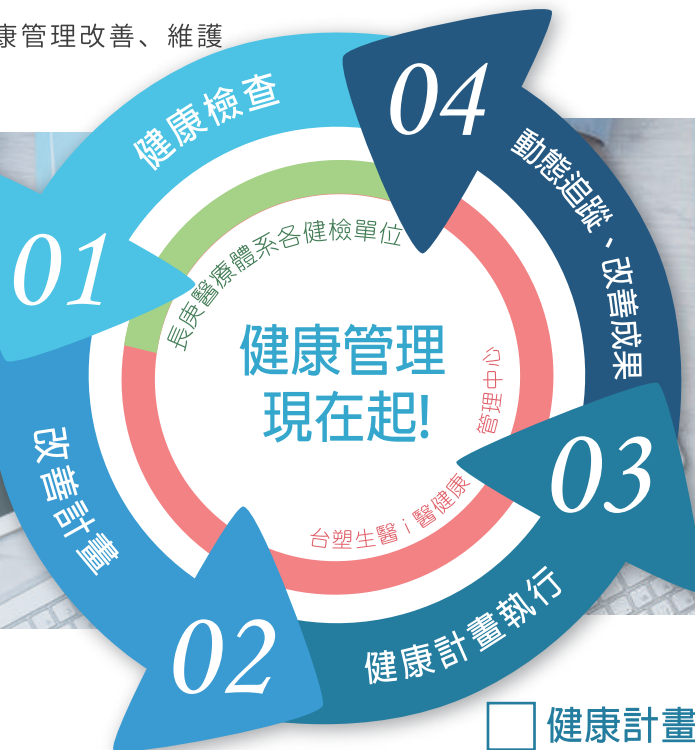 康管理改善、維護
01
健康檢查
02
改善計畫
03
健康計畫執行
04
動態追蹤、改善成果
長庚醫療體系各健檢單位
台塑生醫i醫健康
管理中心
健康管理
現在起!
健康計畫